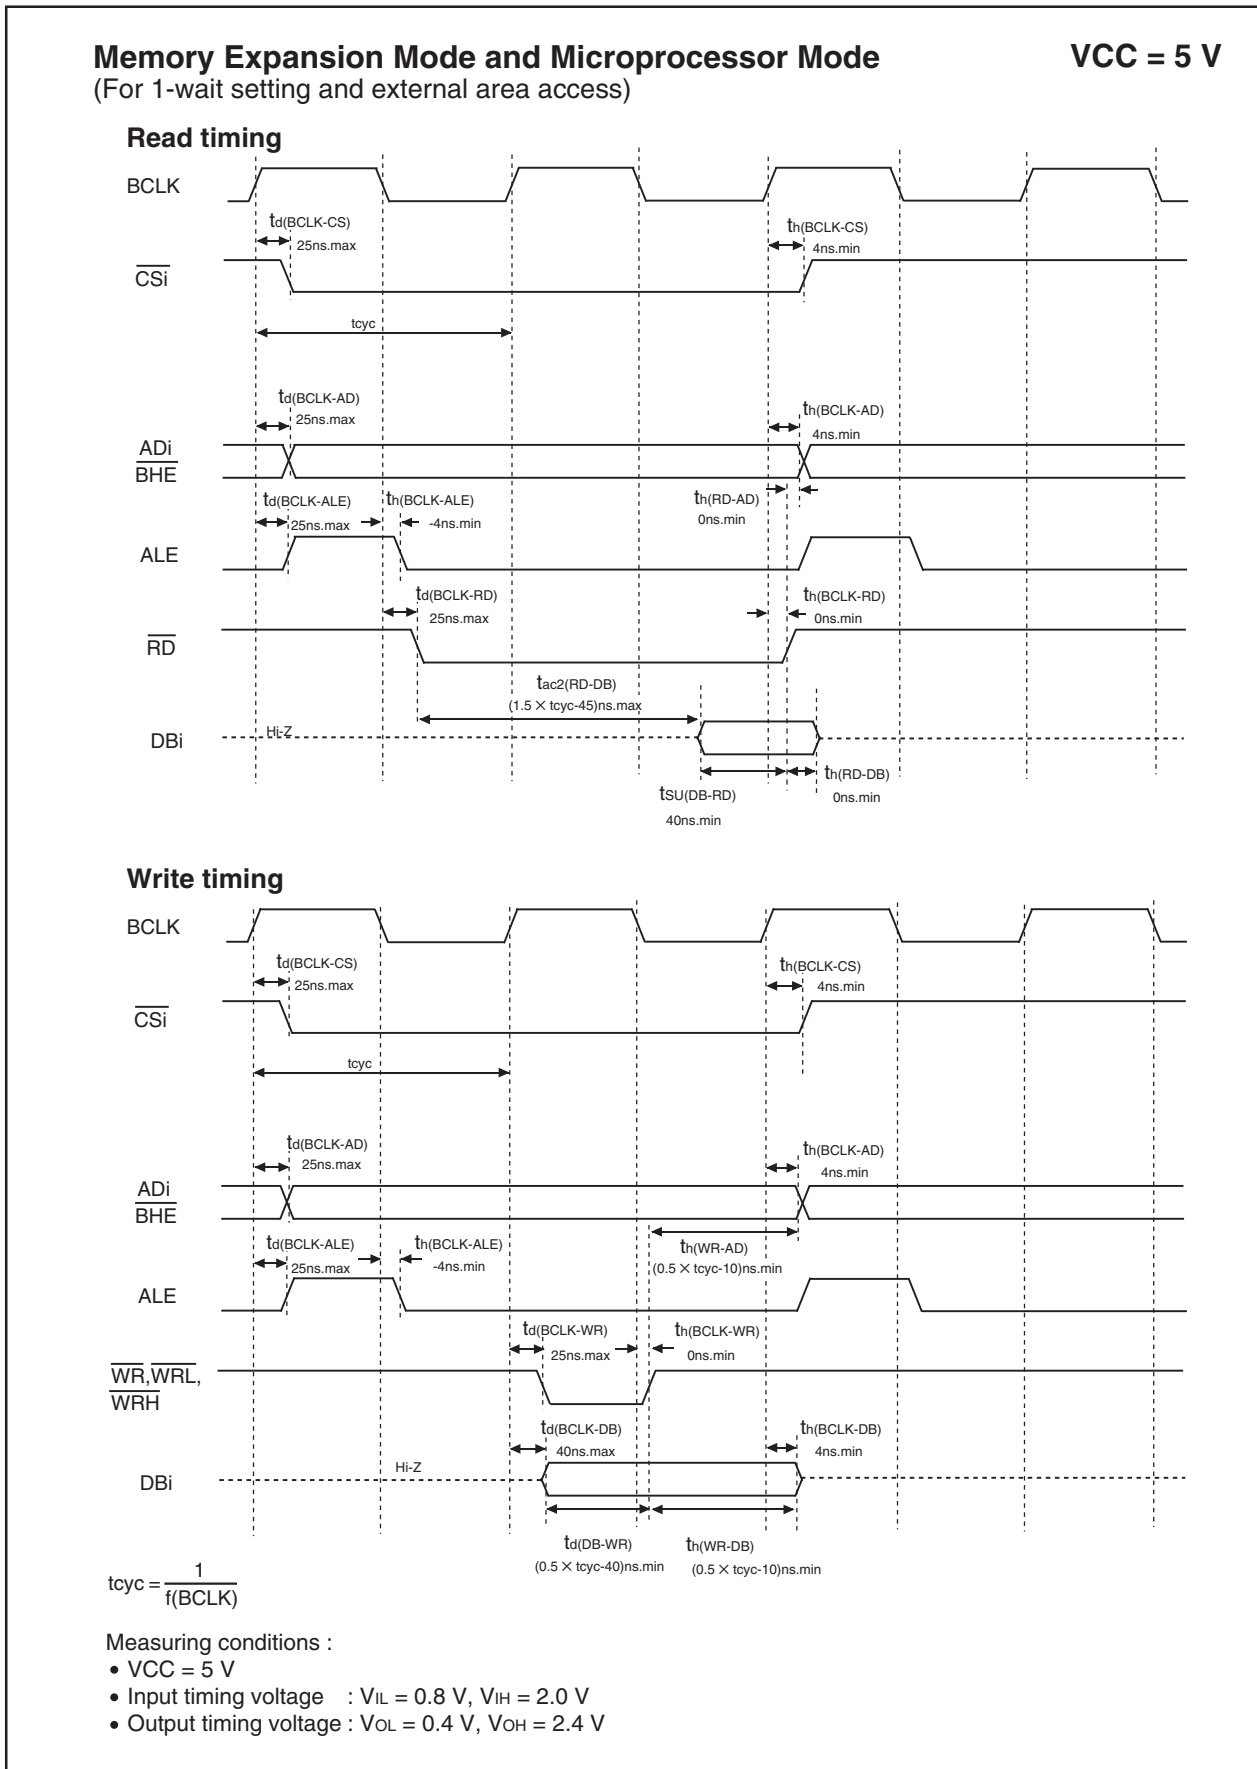 Memory Expansion Mode and Microprocessor Mode VCC = 5 V
(For 1-wait setting and external area access)
Read timing
BCLK
td(BCLK-CS)
25ns.max
th(BCLK-CS)
4ns.min
CSi
tcyc
td(BCLK-AD)
25ns.max
th(BCLK-AD)
4ns.min
ADi
BHE
td(BCLK-ALE)
25ns.max
th(BCLK-ALE)
-4ns.min
th(RD-AD)
0ns.min
ALE
td(BCLK-RD)
25ns.max
th(BCLK-RD)
0ns.min
RD
tac2(RD-DB)
(1.5 × tcyc-45)ns.max
DBi
Hi-Z
tSU(DB-RD)
40ns.min
th(RD-DB)
0ns.min
Write timing
BCLK
td(BCLK-CS)
25ns.max
th(BCLK-CS)
4ns.min
CSi
tcyc
td(BCLK-AD)
25ns.max
th(BCLK-AD)
4ns.min
ADi
BHE
td(BCLK-ALE)
25ns.max
th(BCLK-ALE)
-4ns.min
th(WR-AD)
(0.5 × tcyc-10)ns.min
ALE
td(BCLK-WR)
25ns.max
th(BCLK-WR)
0ns.min
WR,WRL,
WRH
td(BCLK-DB)
40ns.max
th(BCLK-DB)
4ns.min
DBi
Hi-Z
td(DB-WR)
(0.5 × tcyc-40)ns.min
th(WR-DB)
(0.5 × tcyc-10)ns.min
tcyc = 1
f(BCLK)
Measuring conditions :
• VCC = 5 V
• Input timing voltage : VIL = 0.8 V, VIH = 2.0 V
• Output timing voltage : VOL = 0.4 V, VOH = 2.4 V